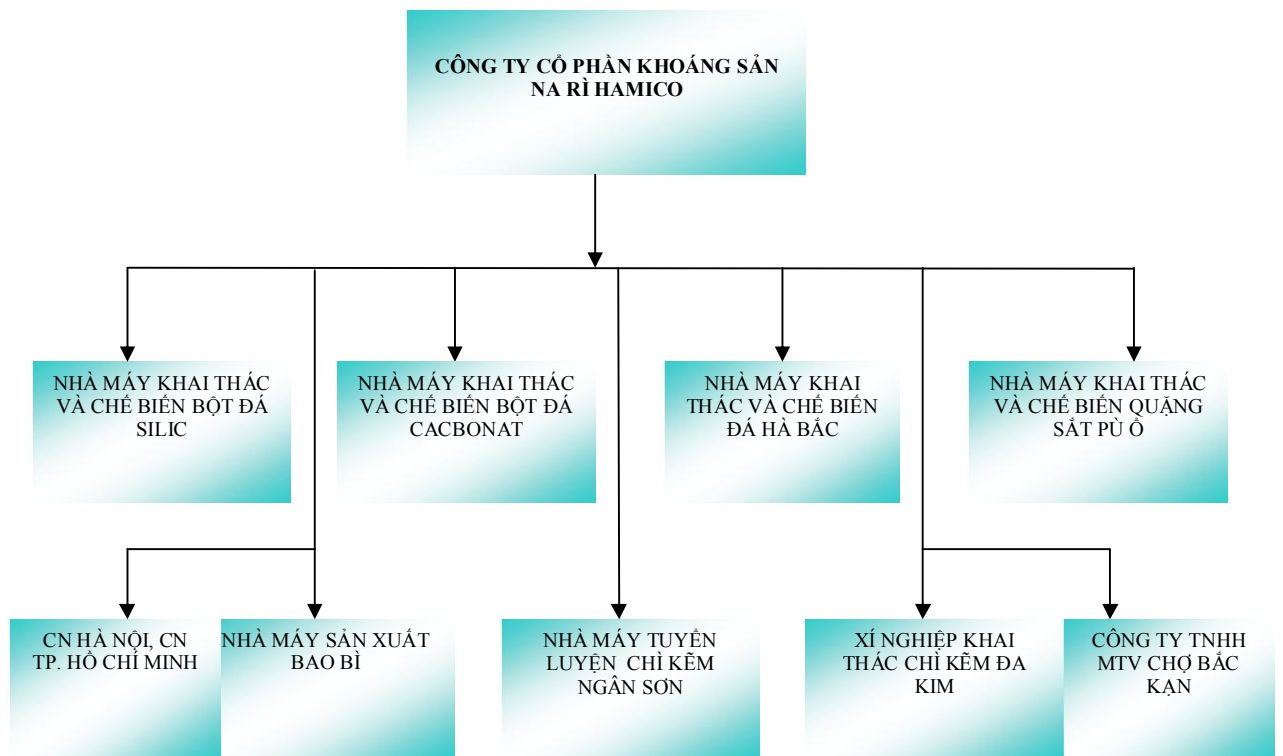 CÔNG TY CỔ PHẦN KHOÁNG SẢN
NA RÌ HAMICO
NHÀ MÁY KHAI THÁC
VÀ CHẾ BIẾN BỘT ĐÁ
SILIC
NHÀ MÁY KHAI THÁC
VÀ CHẾ BIẾN BỘT ĐÁ
CACBONAT
NHÀ MÁY KHAI
THÁC VÀ CHẾ BIẾN
ĐÁ HÀ BẮC
NHÀ MÁY KHAI THÁC
VÀ CHẾ BIẾN QUẶNG
SẮT PÙ Ổ
CN HÀ NỘI, CN
TP. HỒ CHÍ MINH
NHÀ MÁY SẢN XUẤT
BAO BÌ
NHÀ MÁY TUYỂN
LUYỆN CHÌ KẼM
NGÂN SƠN
XÍ NGHIỆP KHAI
THÁC CHÌ KẼM ĐA
KIM
CÔNG TY TNHH
MTV CHỢ BẮC
KẠN